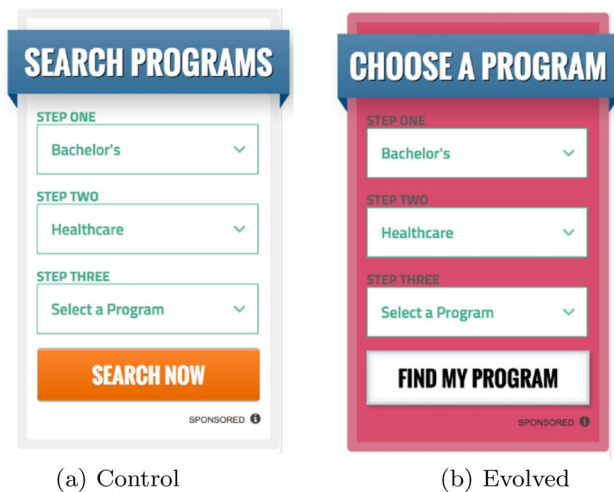 SEARCH PROGRAMS
STEP ONE
Bachelor's
STEP TWO
Healthcare
STEP THREE
Select a Program
SEARCH NOW
SPONSORED
(a) Control
CHOOSE A PROGRAM
STEP ONE
Bachelor's
STEP TWO
Healthcare
STEP THREE
Select a Program
FIND MY PROGRAM
SPONSORED
(b) Evolved